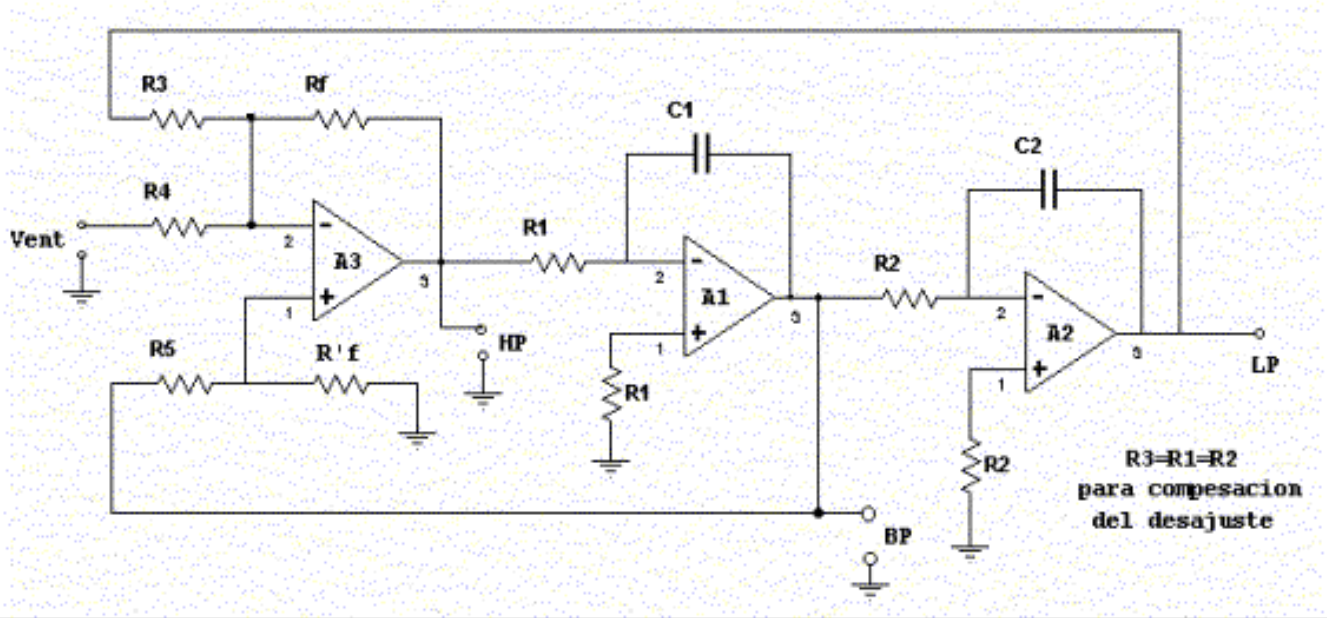 R3
Rf
C1
C2
R4
Vent
2
A3
3
1
R1
2
A1
3
1
R2
2
A2
3
1
HP
R5
R'f
R1
R2
LP
R3=R1=R2
para compesacion
del desajuste
BP